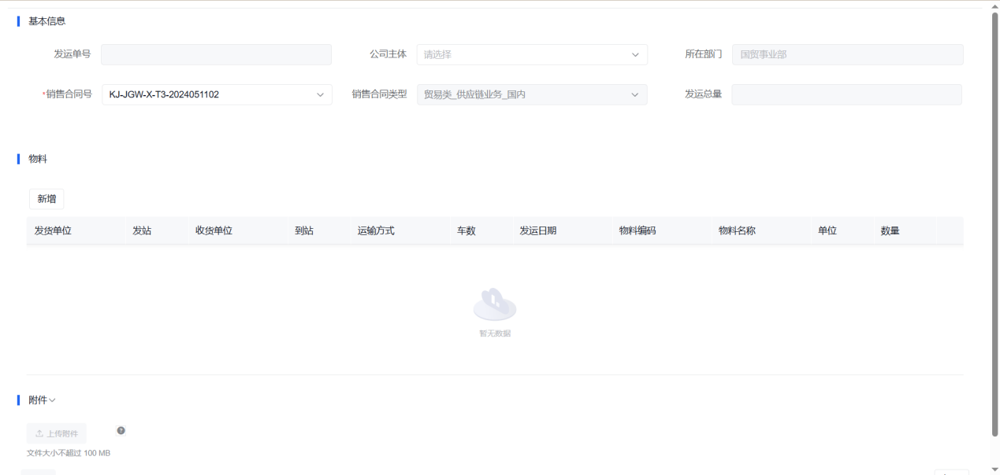 基本信息
发运单号
公司主体 请选择
所在部门 国贸事业部
*销售合同号 KJ-JGW-X-T3-2024051102
销售合同类型 贸易类_供应链业务_国内
发运总量
物料
新增
发货单位 发站 收货单位 到站 运输方式 车数 发运日期 物料编码 物料名称 单位 数量
暂无数据
附件
上传附件 ?
文件大小不超过 100 MB